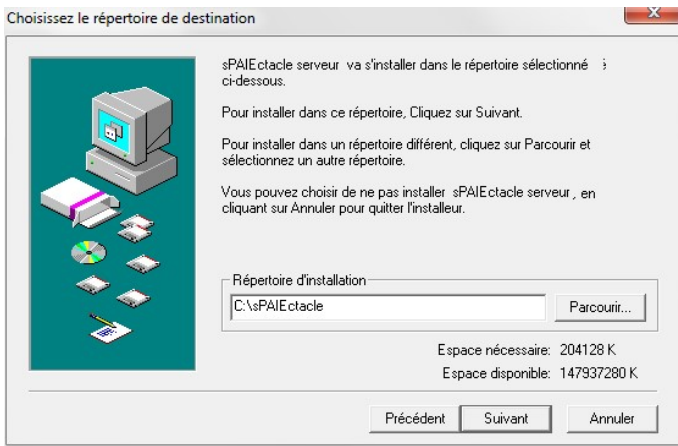 Choisissez le répertoire de destination
sPAIEctacle serveur va s'installer dans le répertoire sélectionné
ci-dessous.
Pour installer dans ce répertoire, Cliquez sur Suivant.
Pour installer dans un répertoire différent, cliquez sur Parcourir et
sélectionnez un autre répertoire.
Vous pouvez choisir de ne pas installer sPAIEctacle serveur, en
cliquant sur Annuler pour quitter l'installeur.
Répertoire d'installation
C:\sPAIEctacle
Parcourir...
Espace nécessaire: 204128 K
Espace disponible: 147937280 K
Précédent
Suivant
Annuler